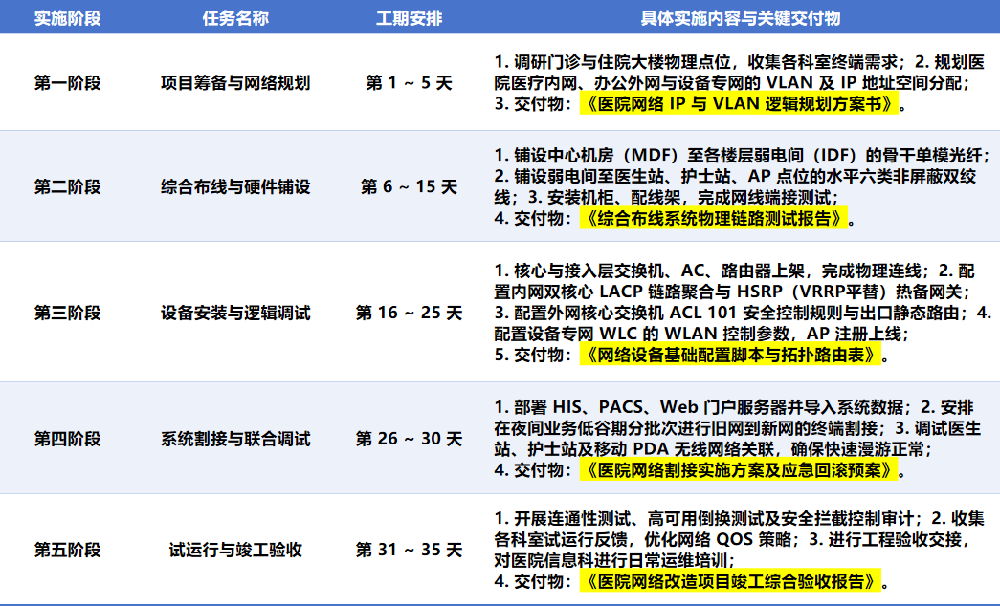 实施阶段 任务名称 工期安排 具体实施内容与关键交付物
第一阶段 项目筹备与网络规划 第 1 ~ 5 天
1. 调研门诊与住院大楼物理点位，收集各科室终端需求；2. 规划医
院医疗内网、办公外网与设备专网的 VLAN 及 IP 地址空间分配；
3. 交付物：《医院网络 IP 与 VLAN 逻辑规划方案书》。
第二阶段 综合布线与硬件铺设 第 6 ~ 15 天
1. 铺设中心机房（MDF）至各楼层弱电间（IDF）的骨干单模光纤；
2. 铺设弱电间至医生站、护士站、AP 点位的水平六类非屏蔽双绞
线；3. 安装机柜、配线架，完成网线端接测试；
4. 交付物：《综合布线系统物理链路测试报告》。
第三阶段 设备安装与逻辑调试 第 16 ~ 25 天
1. 核心与接入层交换机、AC、路由器上架，完成物理连线；2. 配
置内网双核心 LACP 链路聚合与 HSRP（VRRP平替）热备网关；
3. 配置外网核心交换机 ACL 101 安全控制规则与出口静态路由；4.
配置设备专网 WLC 的 WLAN 控制参数，AP 注册上线；
5. 交付物：《网络设备基础配置脚本与拓扑路由表》。
第四阶段 系统割接与联合调试 第 26 ~ 30 天
1. 部署 HIS、PACS、Web 门户服务器并导入系统数据；2. 安排
在夜间业务低谷期分批次进行旧网到新网的终端割接；3. 调试医生
站、护士站及移动 PDA 无线网络关联，确保快速漫游正常；
4. 交付物：《医院网络割接实施方案及应急回滚预案》。
第五阶段 试运行与竣工验收 第 31 ~ 35 天
1. 开展连通性测试、高可用倒换测试及安全拦截控制审计；2. 收集
各科室试运行反馈，优化网络 QOS 策略；3. 进行工程验收交接，
对医院信息科进行日常运维培训；
4. 交付物：《医院网络改造项目竣工综合验收报告》。